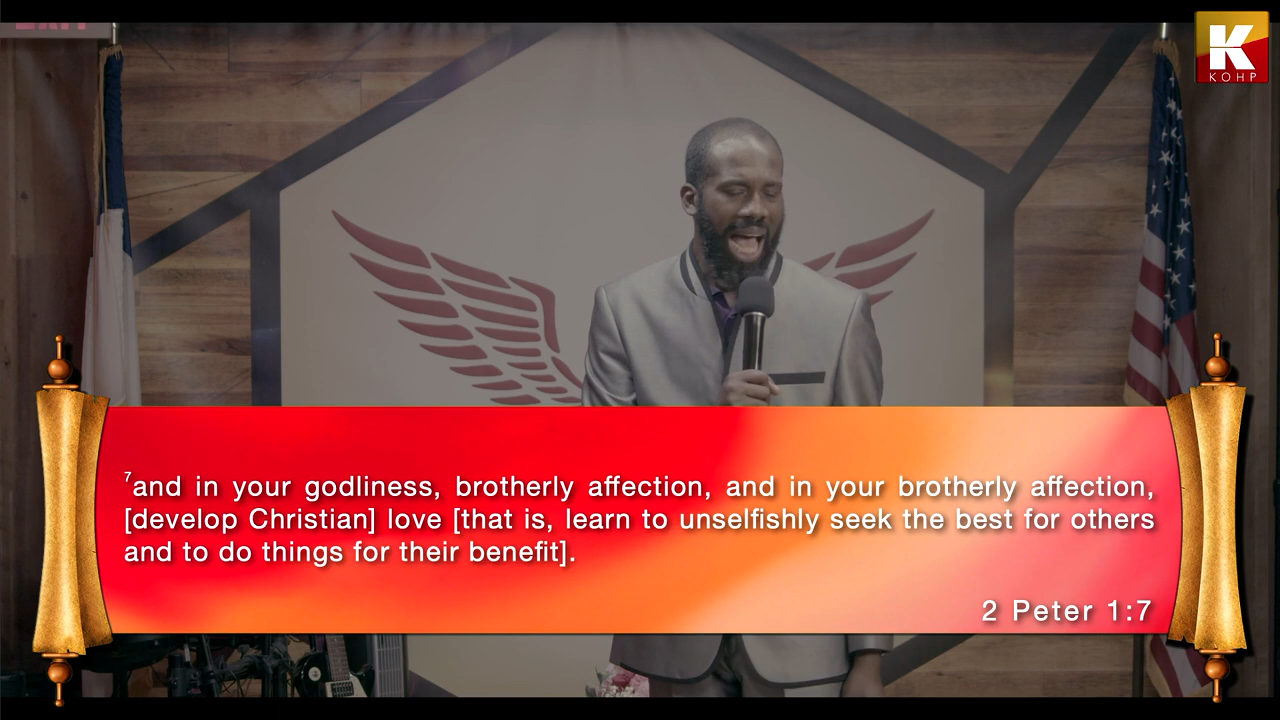 EXIT
K
KOHP
7and in your godliness, brotherly affection, and in your brotherly affection,
[develop Christian] love [that is, learn to unselfishly seek the best for others
and to do things for their benefit].
2 Peter 1:7